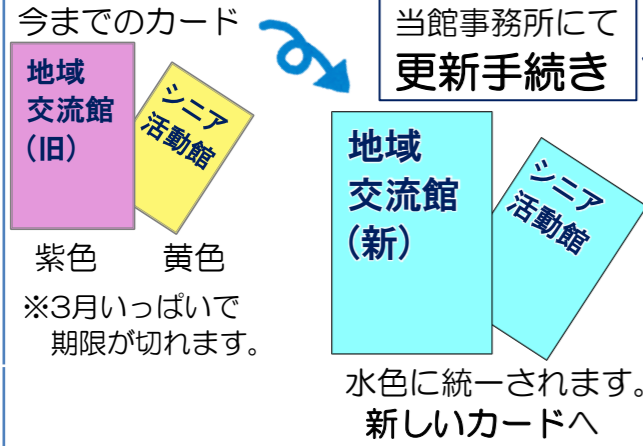 今までのカード
当館事務所にて
更新手続き
地域
交流館
(旧)
シニア
活動館
紫色
黄色
※3月いっぱいで
期限が切れます。
地域
交流館
(新)
シニア
活動館
水色に統一されます。
新しいカードへ